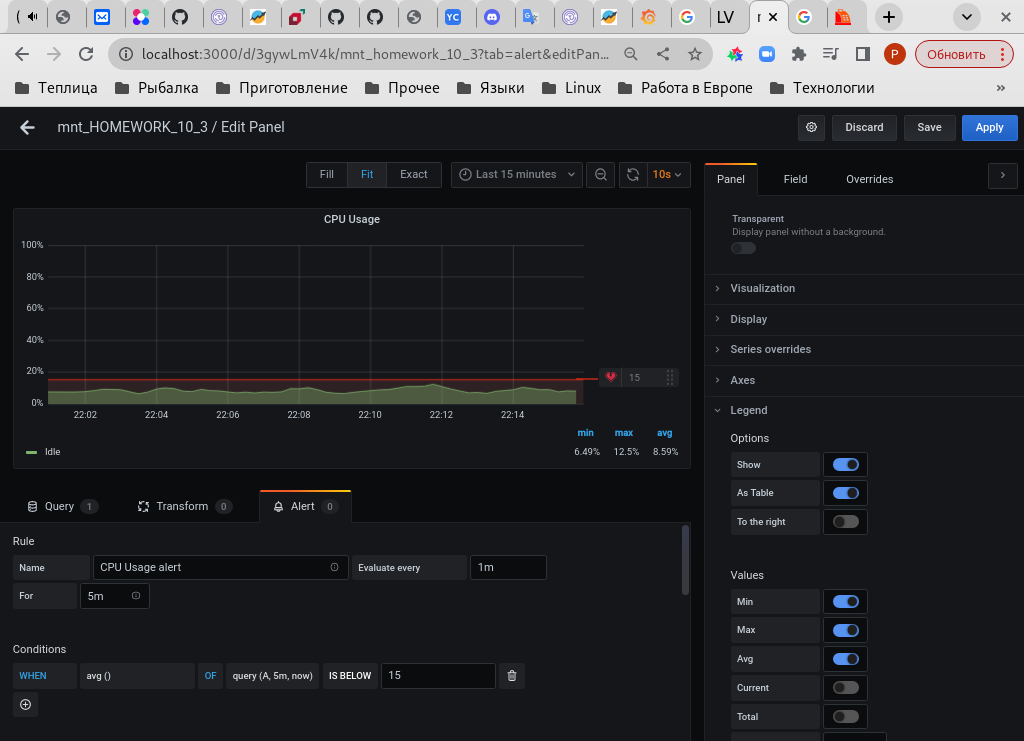 YC
LV
localhost:3000/d/3gywLmV4k/mnt_homework_10_3?tab=alert&editPan...
P
Обновить
Теплица
Рыбалка
Приготовление
Прочее
Языки
Linux
Работа в Европе
Технологии
»
mnt_HOMEWORK_10_3 / Edit Panel
Discard
Save
Apply
Fill
Fit
Exact
Last 15 minutes
10s
CPU Usage
100%
80%
60%
40%
20%
0%
22:02
22:04
22:06
22:08
22:10
22:12
22:14
15
min
max
avg
Idle
6.49%
12.5%
8.59%
Query 1
Transform 0
Alert 0
Rule
Name
CPU Usage alert
Evaluate every
1m
For
5m
Conditions
WHEN
avg ()
OF
query (A, 5m, now)
IS BELOW
15
Panel
Field
Overrides
Transparent
Display panel without a background.
Visualization
Display
Series overrides
Axes
Legend
Options
Show
As Table
To the right
Values
Min
Max
Avg
Current
Total